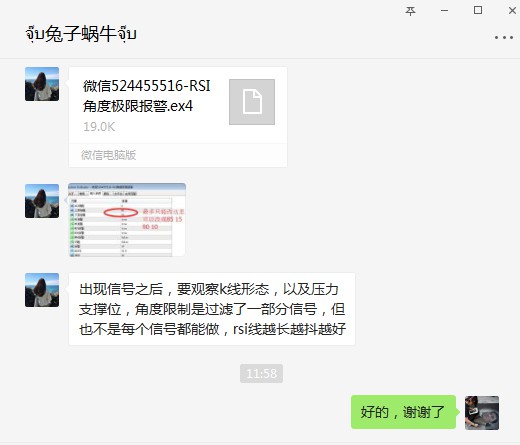 จุ๊บ兔子蜗牛จุ๊บ
微信524455516-RSI
角度极限报警.ex4
19.0K
微信电脑版
出现信号之后，要观察k线形态，以及压力
支撑位，角度限制是过滤了一部分信号，但
也不是每个信号都能做，rsi线越长越抖越好
11:58
好的，谢谢了